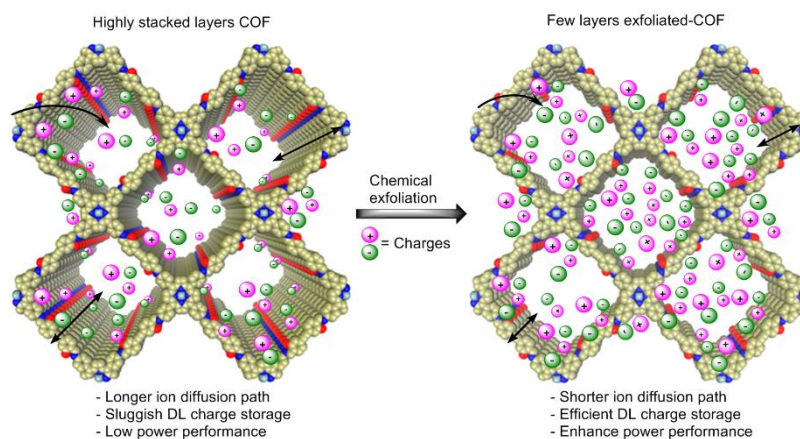 Highly stacked layers COF
Few layers exfoliated-COF
Chemical
exfoliation
= Charges
- Longer ion diffusion path
- Sluggish DL charge storage
- Low power performance
- Shorter ion diffusion path
- Efficient DL charge storage
- Enhance power performance